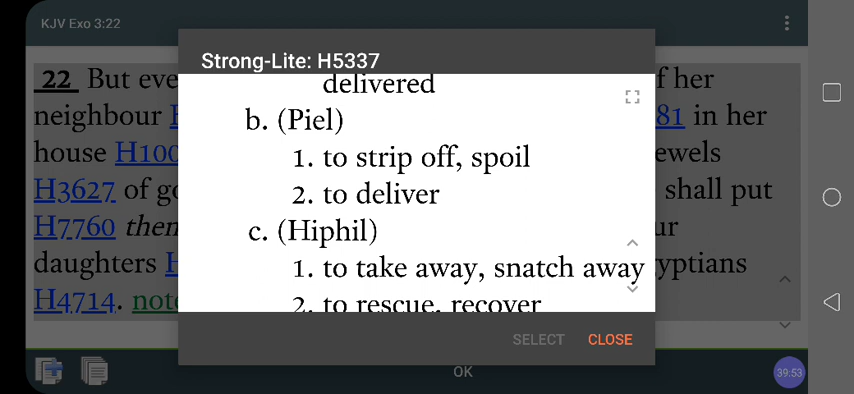 KJV Exo 3:22
Strong-Lite: H5337
22 But eve f her
neighbour 81 in her
house H100 ewels
H3627 of go shall put
H7760 then ur
daughters H yptians
H4714. note
delivered
b. (Piel)
1. to strip off, spoil
2. to deliver
c. (Hiphil)
1. to take away, snatch away
2. to rescue, recover
SELECT CLOSE
OK
39:53